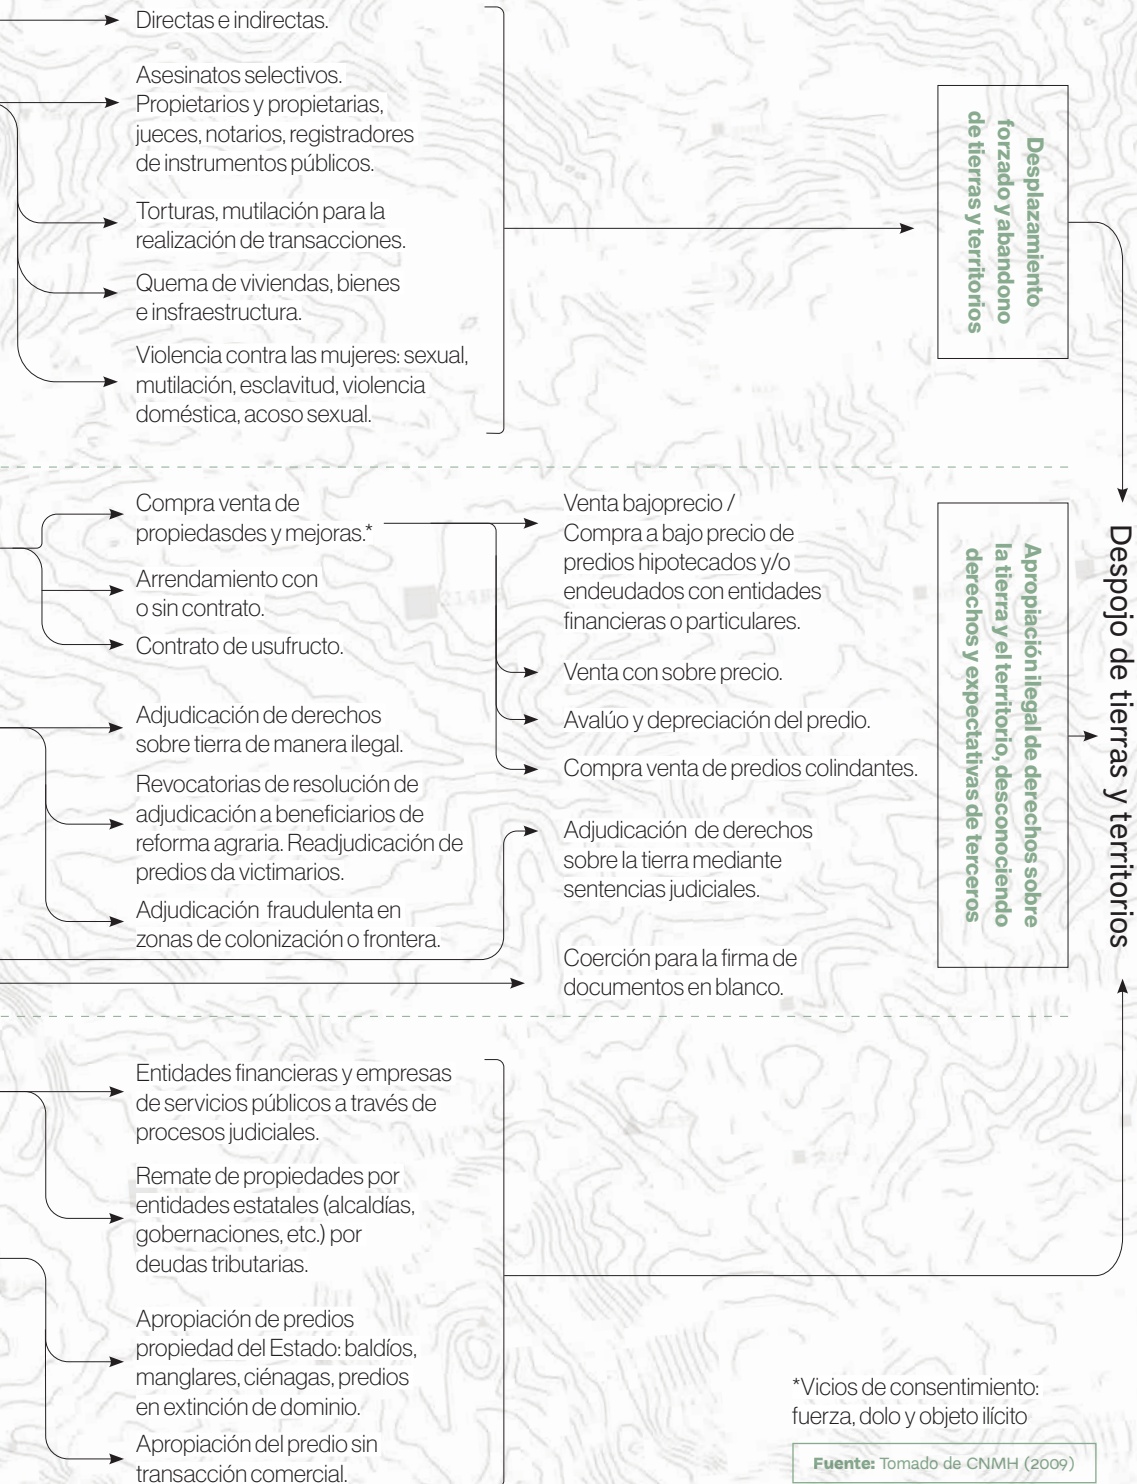 Directas e indirectas.
Asesinatos selectivos.
Propietarios y propietarias,
jueces, notarios, registradores
de instrumentos públicos.
Torturas, mutilación para la
realización de transacciones.
Quema de viviendas, bienes
e insfraestructura.
Violencia contra las mujeres: sexual,
mutilación, esclavitud, violencia
doméstica, acoso sexual.
Desplazamiento
forzado y abandono
de tierras y territorios
Compra venta de
propiedasdes y mejoras.*
Arrendamiento con
o sin contrato.
Contrato de usufructo.
Adjudicación de derechos
sobre tierra de manera ilegal.
Revocatorias de resolución de
adjudicación a beneficiarios de
reforma agraria. Readjudicación de
predios da victimarios.
Adjudicación fraudulenta en
zonas de colonización o frontera.
Venta bajoprecio /
Compra a bajo precio de
predios hipotecados y/o
endeudados con entidades
financieras o particulares.
Venta con sobre precio.
Avalúo y depreciación del predio.
Compra venta de predios colindantes.
Adjudicación de derechos
sobre la tierra mediante
sentencias judiciales.
Coerción para la firma de
documentos en blanco.
Apropiación ilegal de derechos sobre
la tierra y el territorio, desconociendo
derechos y expectativas de terceros
Despojo de tierras y territorios
Entidades financieras y empresas
de servicios públicos a través de
procesos judiciales.
Remate de propiedades por
entidades estatales (alcaldías,
gobernaciones, etc.) por
deudas tributarias.
Apropiación de predios
propiedad del Estado: baldíos,
manglares, ciénagas, predios
en extinción de dominio.
Apropiación del predio sin
transacción comercial.
*Vicios de consentimiento:
fuerza, dolo y objeto ilícito
Fuente: Tomado de CNMH (2009)